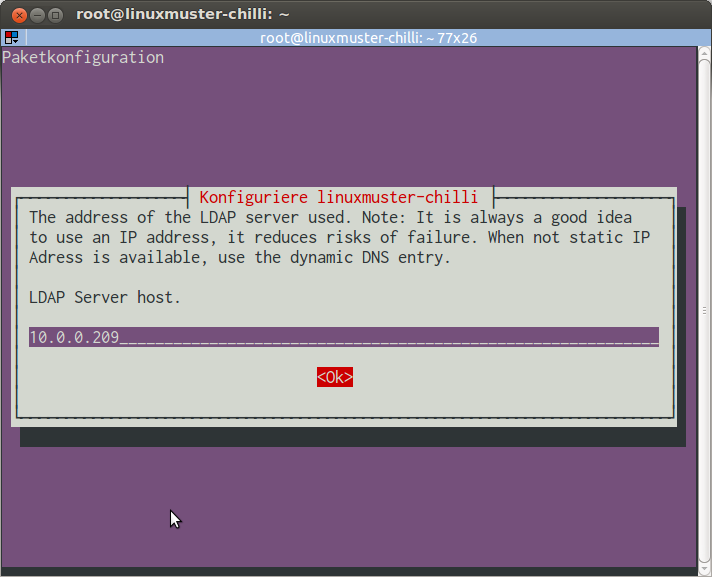 root@linuxmuster-chilli: ~
root@linuxmuster-chilli: ~ 77x26
Paketkonfiguration
Konfiguriere linuxmuster-chilli
The address of the LDAP server used. Note: It is always a good idea
to use an IP address, it reduces risks of failure. When not static IP
Adress is available, use the dynamic DNS entry.
LDAP Server host.
10.0.0.209____________________________________________________________
<Ok>